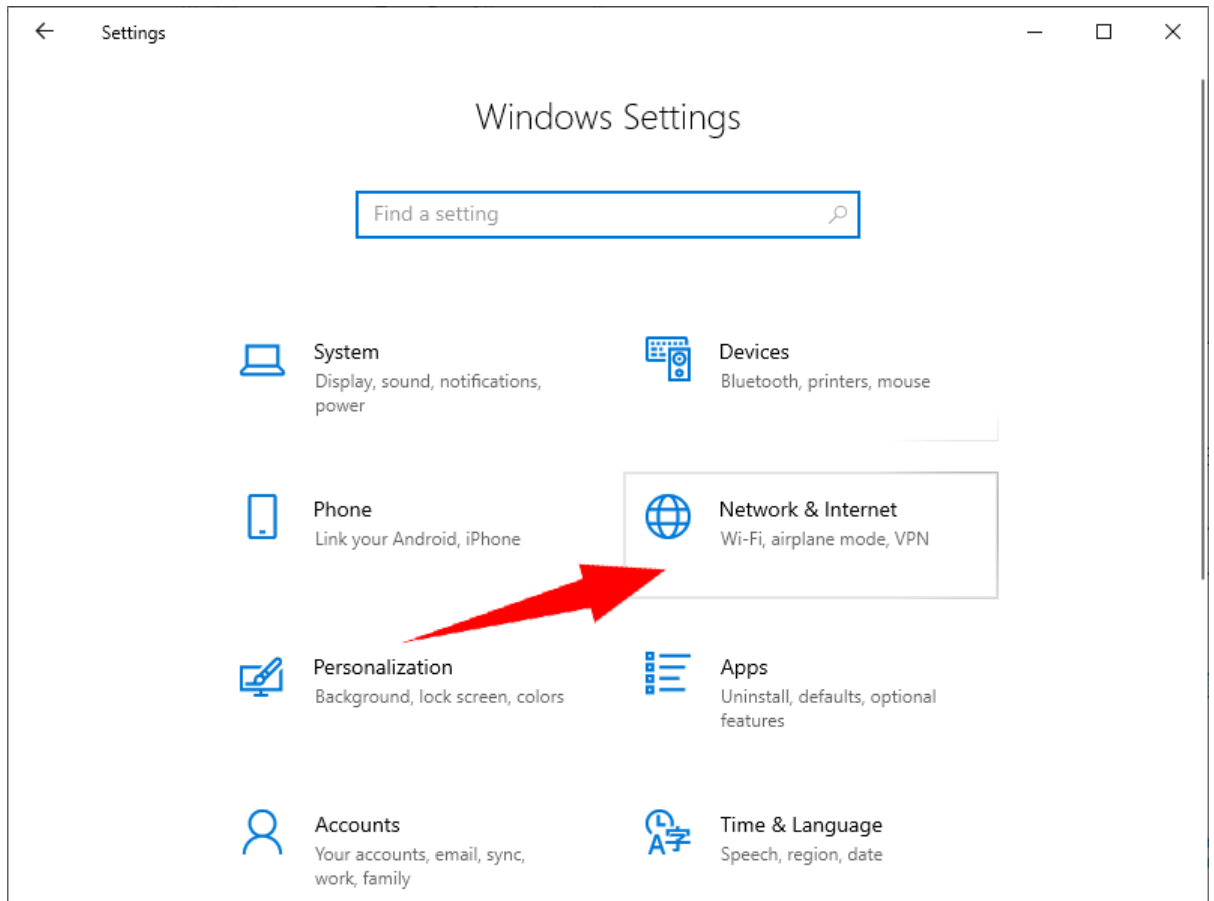 Settings
Windows Settings
Find a setting
System
Display, sound, notifications,
power
Devices
Bluetooth, printers, mouse
Phone
Link your Android, iPhone
Network & Internet
Wi-Fi, airplane mode, VPN
Personalization
Background, lock screen, colors
Apps
Uninstall, defaults, optional
features
Accounts
Your accounts, email, sync,
work, family
Time & Language
Speech, region, date